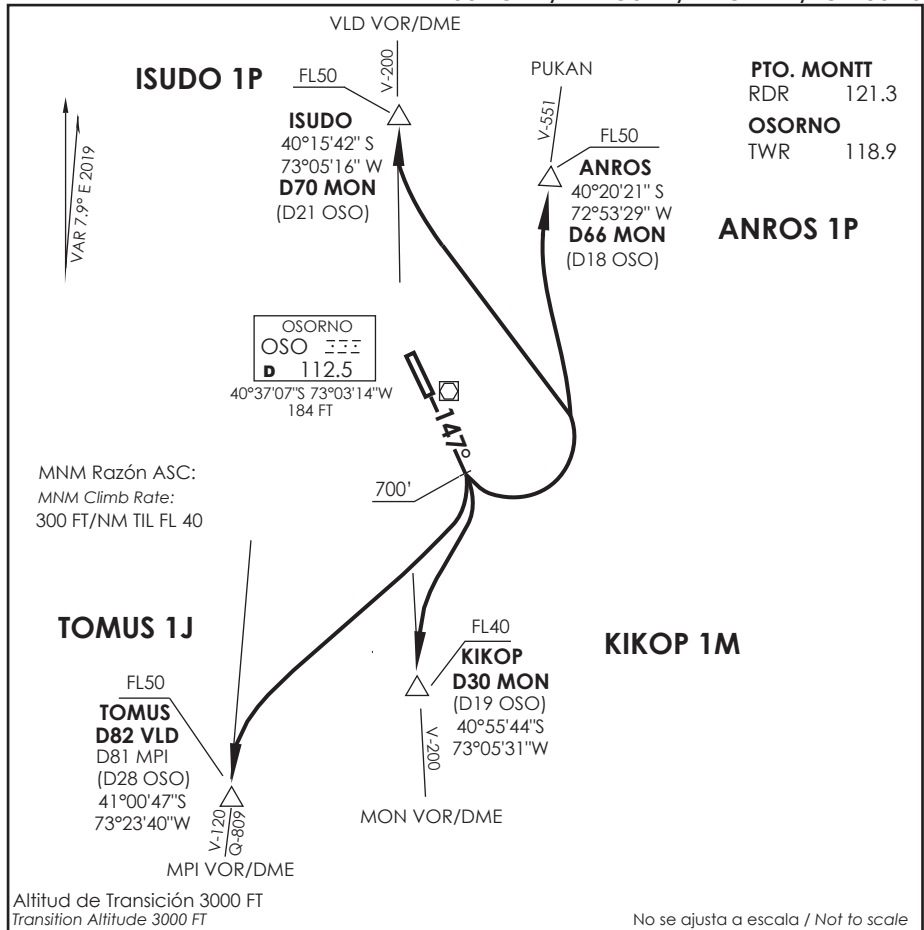 VLD VOR/DME
V-200
ISUDO 1P
FL50
ISUDO
40°15'42" S
73°05'16" W
D70 MON
(D21 OSO)
PUKAN
V-551
FL50
ANROS
40°20'21" S
72°53'29" W
D66 MON
(D18 OSO)
ANROS 1P
PTO. MONTT
RDR 121.3
OSORNO
TWR 118.9
VAR 7.9° E 2019
OSORNO
OSO
D 112.5
40°37'07"S 73°03'14"W
184 FT
147°
700'
MNM Razón ASC:
MNM Climb Rate:
300 FT/NM TIL FL 40
TOMUS 1J
FL50
TOMUS
D82 VLD
D81 MPI
(D28 OSO)
41°00'47"S
73°23'40"W
V-120
Q-809
MPI VOR/DME
FL40
KIKOP
D30 MON
(D19 OSO)
40°55'44"S
73°05'31"W
KIKOP 1M
V-200
MON VOR/DME
Altitud de Transición 3000 FT
Transition Altitude 3000 FT
No se ajusta a escala / Not to scale